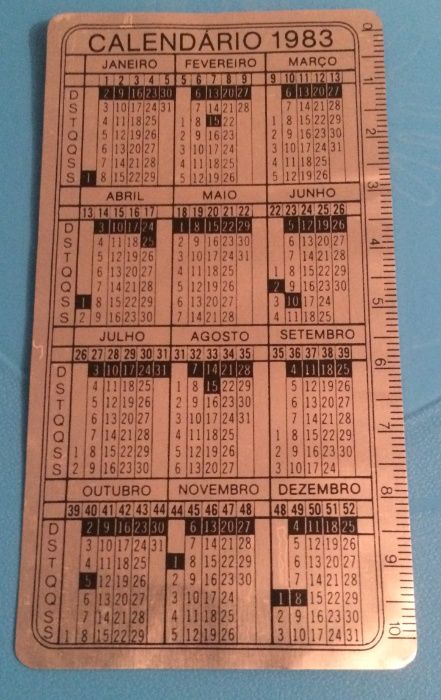 CALENDÁRIO 1983
JANEIRO FEVEREIRO MARÇO
1 2 3 4 5 5 6 7 8 9 9 10 11 12 13
D 2 9 16 23 30 6 13 20 27 6 13 20 27
S 3 10 17 24 31 7 14 21 28 7 14 21 28
T 4 11 18 25 1 8 15 22 1 8 15 22 29
Q 5 12 19 26 2 9 16 23 2 9 16 23 30
Q 6 13 20 27 3 10 17 24 3 10 17 24 31
S 7 14 21 28 4 11 18 25 4 11 18 25
S 1 8 15 22 29 5 12 19 26 5 12 19 26
ABRIL MAIO JUNHO
13 14 15 16 17 18 19 20 21 22 22 23 24 25 26
D 3 10 17 24 1 8 15 22 29 5 12 19 26
S 4 11 18 25 2 9 16 23 30 6 13 20 27
T 5 12 19 26 3 10 17 24 31 7 14 21 28
Q 6 13 20 27 4 11 18 25 1 8 15 22 29
Q 7 14 21 28 5 12 19 26 2 9 16 23 30
S 1 8 15 22 29 6 13 20 27 3 10 17 24
S 2 9 16 23 30 7 14 21 28 4 11 18 25
JULHO AGOSTO SETEMBRO
26 27 28 29 30 31 31 32 33 34 35 35 36 37 38 39
D 3 10 17 24 31 7 14 21 28 4 11 18 25
S 4 11 18 25 1 8 15 22 29 5 12 19 26
T 5 12 19 26 2 9 16 23 30 6 13 20 27
Q 6 13 20 27 3 10 17 24 31 7 14 21 28
Q 7 14 21 28 4 11 18 25 1 8 15 22 29
S 1 8 15 22 29 5 12 19 26 2 9 16 23 30
S 2 9 16 23 30 6 13 20 27 3 10 17 24
OUTUBRO NOVEMBRO DEZEMBRO
39 40 41 42 43 44 44 45 46 47 48 48 49 50 51 52
D 2 9 16 23 30 6 13 20 27 4 11 18 25
S 3 10 17 24 31 7 14 21 28 5 12 19 26
T 4 11 18 25 1 8 15 22 29 6 13 20 27
Q 5 12 19 26 2 9 16 23 30 7 14 21 28
Q 6 13 20 27 3 10 17 24 1 8 15 22 29
S 7 14 21 28 4 11 18 25 2 9 16 23 30
S 1 8 15 22 29 5 12 19 26 3 10 17 24 31
0 1 2 3 4 5 6 7 8 9 10